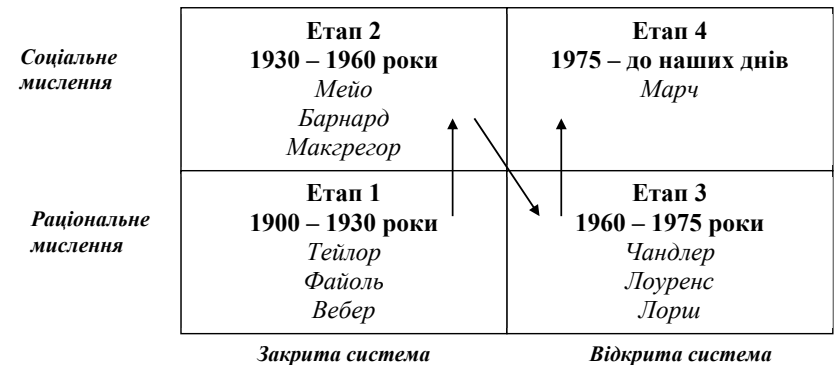 Соціальне
мислення
Етап 2
1930 – 1960 роки
Мейо
Барнард
Макгрегор
Етап 4
1975 – до наших днів
Марч
Раціональне
мислення
Етап 1
1900 – 1930 роки
Тейлор
Файоль
Вебер
Етап 3
1960 – 1975 роки
Чандлер
Лоуренс
Лорш
Закрита система
Відкрита система